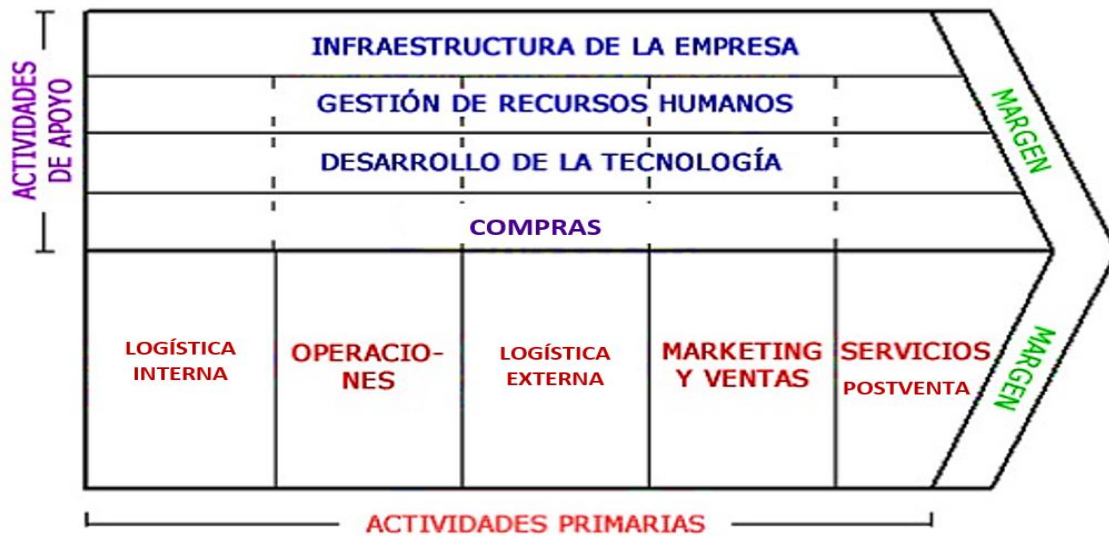 ACTIVIDADES
DE APOYO
INFRAESTRUCTURA DE LA EMPRESA
GESTIÓN DE RECURSOS HUMANOS
DESARROLLO DE LA TECNOLOGÍA
COMPRAS
MARGEN
LOGÍSTICA
INTERNA
OPERACIO-
NES
LOGÍSTICA
EXTERNA
MARKETING
Y VENTAS
SERVICIOS
POSTVENTA
MARGEN
ACTIVIDADES PRIMARIAS